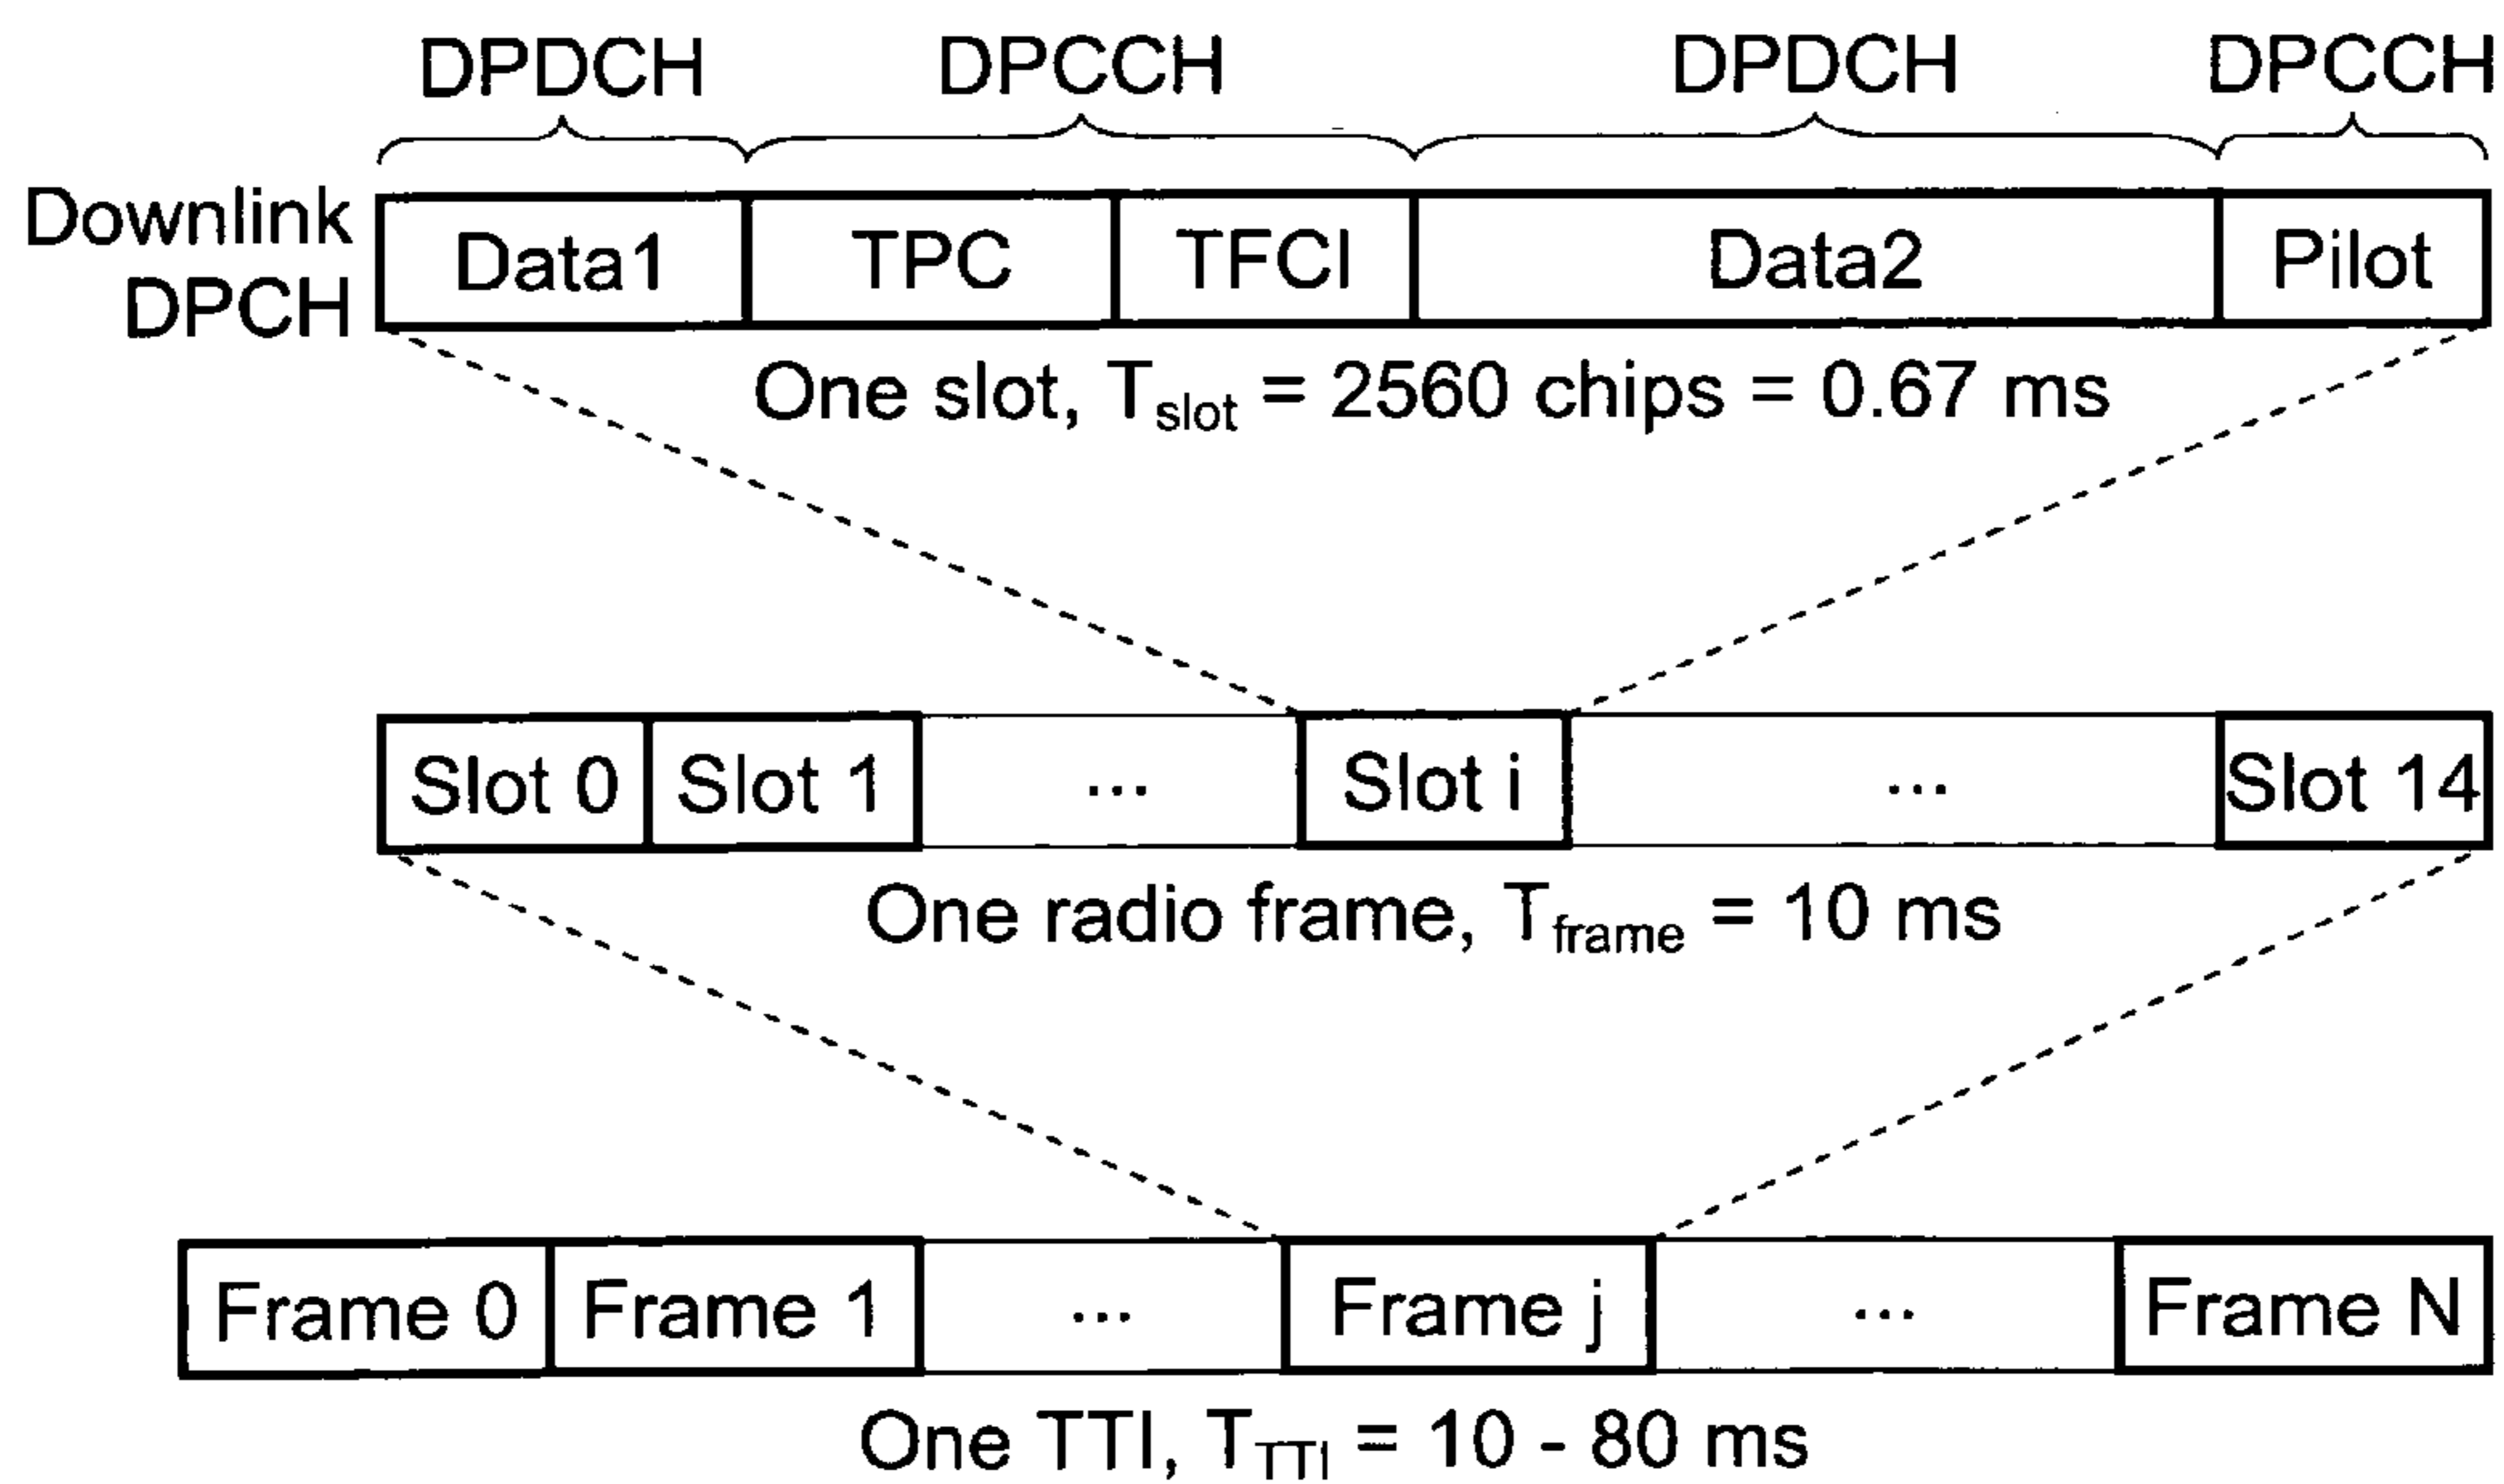 DPDCH DPCCH DPDCH DPCCH
Downlink DPCH
Data1 TPC TFCI Data2 Pilot
One slot, Tslot = 2560 chips = 0.67 ms
Slot 0 Slot 1 ... Slot i ... Slot 14
One radio frame, Tframe = 10 ms
Frame 0 Frame 1 ... Frame j ... Frame N
One TTI, TTTI = 10 - 80 ms